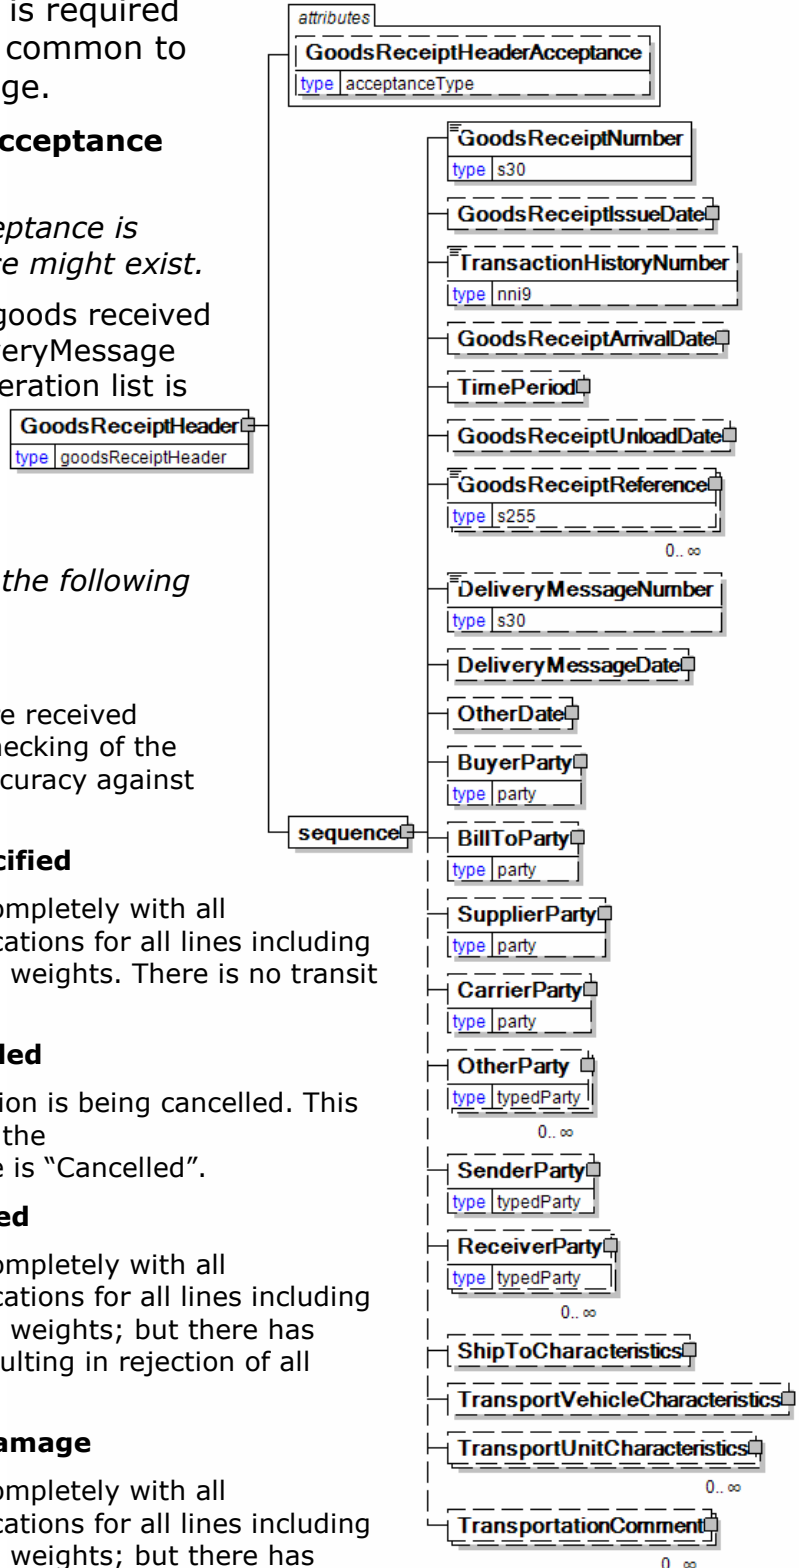 is required
common to
ge.
cceptance
eptance is
e might exist.
goods received
veryMessage
eration list is
the following
e received
hecking of the
ccuracy against
cified
ompletely with all
cations for all lines including
weights. There is no transit
led
ion is being cancelled. This
the
e is “Cancelled”.
ed
ompletely with all
cations for all lines including
weights; but there has
ulting in rejection of all
amage
ompletely with all
cations for all lines including
weights; but there has
GoodsReceiptHeader
type goodsReceiptHeader
attributes
GoodsReceiptHeaderAcceptance
type acceptanceType
sequence
GoodsReceiptNumber
type s30
GoodsReceiptIssueDate
TransactionHistoryNumber
type nni9
GoodsReceiptArrivalDate
TimePeriod
GoodsReceiptUnloadDate
GoodsReceiptReference
type s255
0..∞
DeliveryMessageNumber
type s30
DeliveryMessageDate
OtherDate
BuyerParty
type party
BillToParty
type party
SupplierParty
type party
CarrierParty
type party
OtherParty
type typedParty
0..∞
SenderParty
type typedParty
ReceiverParty
type typedParty
0..∞
ShipToCharacteristics
TransportVehicleCharacteristics
TransportUnitCharacteristics
0..∞
TransportationComment
0..∞